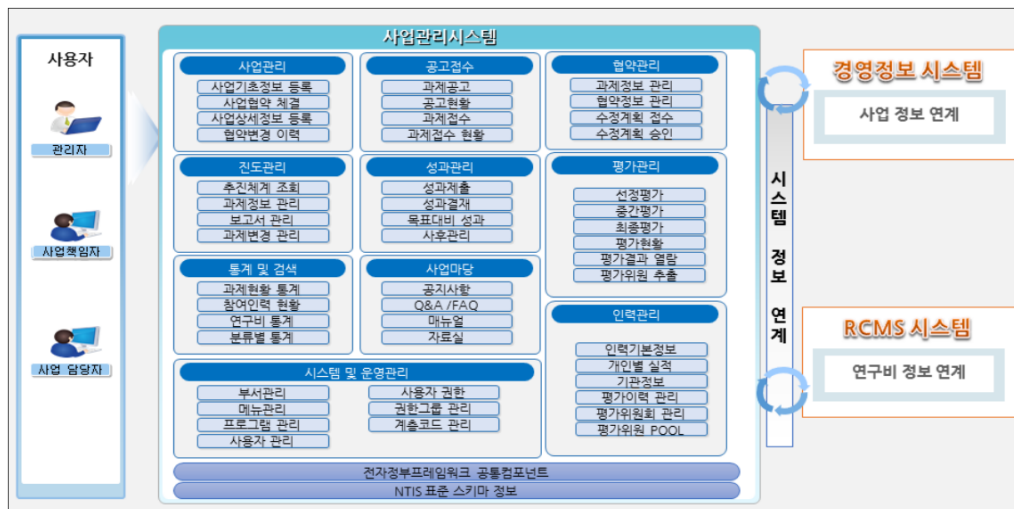 사용자
관리자
사업책임자
사업 담당자
사업관리시스템
사업관리
사업기초정보 등록
사업협약 체결
사업상세정보 등록
협약변경 이력
공고접수
과제공고
공고현황
과제접수
과제접수 현황
협약관리
과제정보 관리
협약정보 관리
수정계획 접수
수정계획 승인
진도관리
추진체계 조회
과제정보 관리
보고서 관리
과제변경 관리
성과관리
성과제출
성과결재
목표대비 성과
사후관리
평가관리
선정평가
중간평가
최종평가
평가현황
평가결과 열람
평가위원 추출
통계 및 검색
과제현황 통계
참여인력 현황
연구비 통계
분류별 통계
사업마당
공지사항
Q&A /FAQ
매뉴얼
자료실
인력관리
인력기본정보
개인별 실적
기관정보
평가이력 관리
평가위원회 관리
평가위원 POOL
시스템 및 운영관리
부서관리
메뉴관리
프로그램 관리
사용자 관리
사용자 권한
권한그룹 관리
계층코드 관리
전자정부프레임워크 공통컴포넌트
NTIS 표준 스키마 정보
시스템 정보 연계
경영정보 시스템
사업 정보 연계
RCMS 시스템
연구비 정보 연계